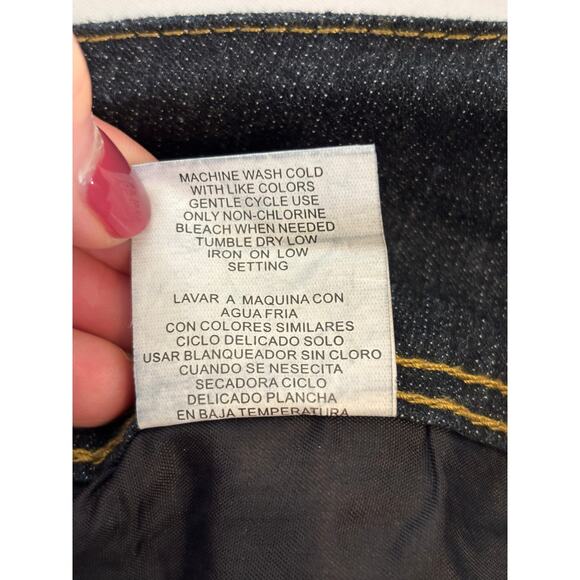 MACHINE WASH COLD
WITH LIKE COLORS
GENTLE CYCLE USE
ONLY NON-CHLORINE
BLEACH WHEN NEEDED
TUMBLE DRY LOW
IRON ON LOW
SETTING
LAVAR A MAQUINA CON
AGUA FRIA
CON COLORES SIMILARES
CICLO DELICADO SOLO
USAR BLANQUEADOR SIN CLORO
CUANDO SE NESECITA
SECADORA CICLO
DELICADO PLANCHA
EN BAJA TEMPERATURA